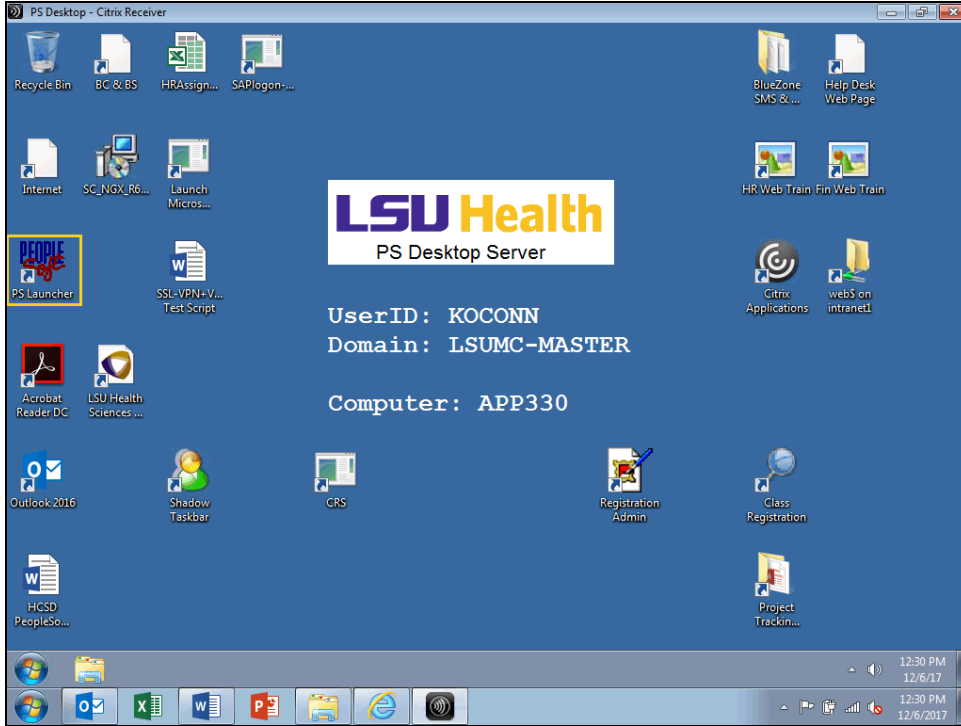 PS Desktop - Citrix Receiver
Recycle Bin
BC & BS
HRAssign...
SAPlogon-...
BlueZone
SMS & ...
Help Desk
Web Page
Internet
SC_NGX_R6...
Launch
Micros...
HR Web Train
Fin Web Train
LSU Health
PS Desktop Server
PEOPLE
Soft
PS Launcher
SSL-VPN+V...
Test Script
Citrix
Applications
web$ on
intranet1
UserID: KOCONN
Domain: LSUMC-MASTER
Computer: APP330
Acrobat
Reader DC
LSU Health
Sciences ...
Outlook 2016
Shadow
Taskbar
CRS
Registration
Admin
Class
Registration
HCSD
PeopleSo...
Project
Trackin...
12:30 PM
12/6/17
12:30 PM
12/6/2017